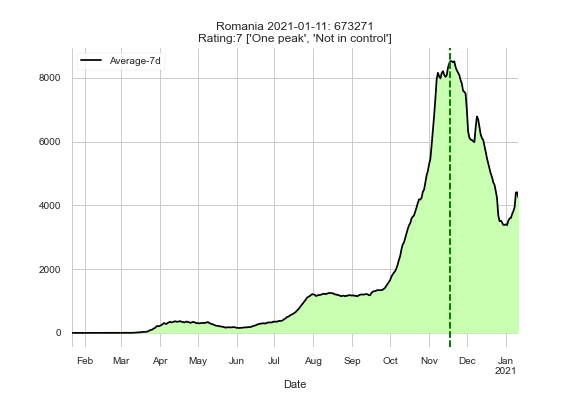 Romania 2021-01-11: 673271
Rating:7 ['One peak', 'Not in control']
Average-7d
8000
6000
4000
2000
0
Feb Mar Apr May Jun Jul Aug Sep Oct Nov Dec Jan
2021
Date